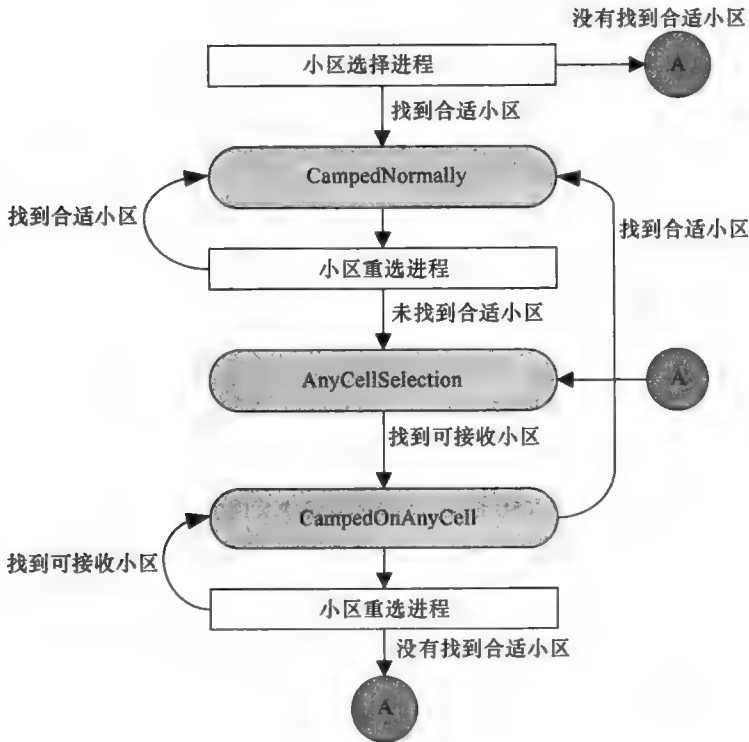 没有找到合适小区
小区选择进程
A
找到合适小区
CampedNormally
找到合适小区
找到合适小区
小区重选进程
未找到合适小区
AnyCellSelection
A
找到可接收小区
CampedOnAnyCell
找到可接收小区
小区重选进程
没有找到合适小区
A